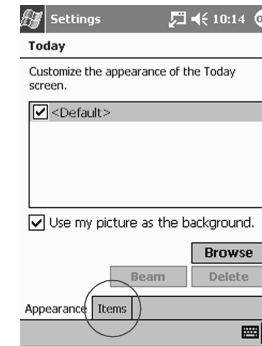 Settings 10:14
Today
Customize the appearance of the Today
screen.
<Default>
Use my picture as the background.
Browse
Beam Delete
Appearance Items